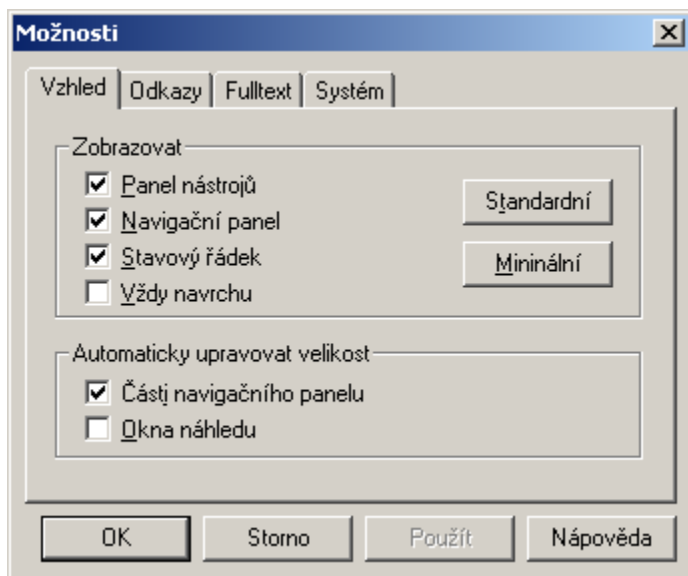 Možnosti
Vzhled Odkazy Fulltext Systém
Zobrazovat
Panel nástrojů
Standardní
Navigační panel
Stavový řádek
Mininální
Vždy navrchu
Automaticky upravovat velikost
Části navigačního panelu
Okna náhledu
OK Storno Použít Nápověda